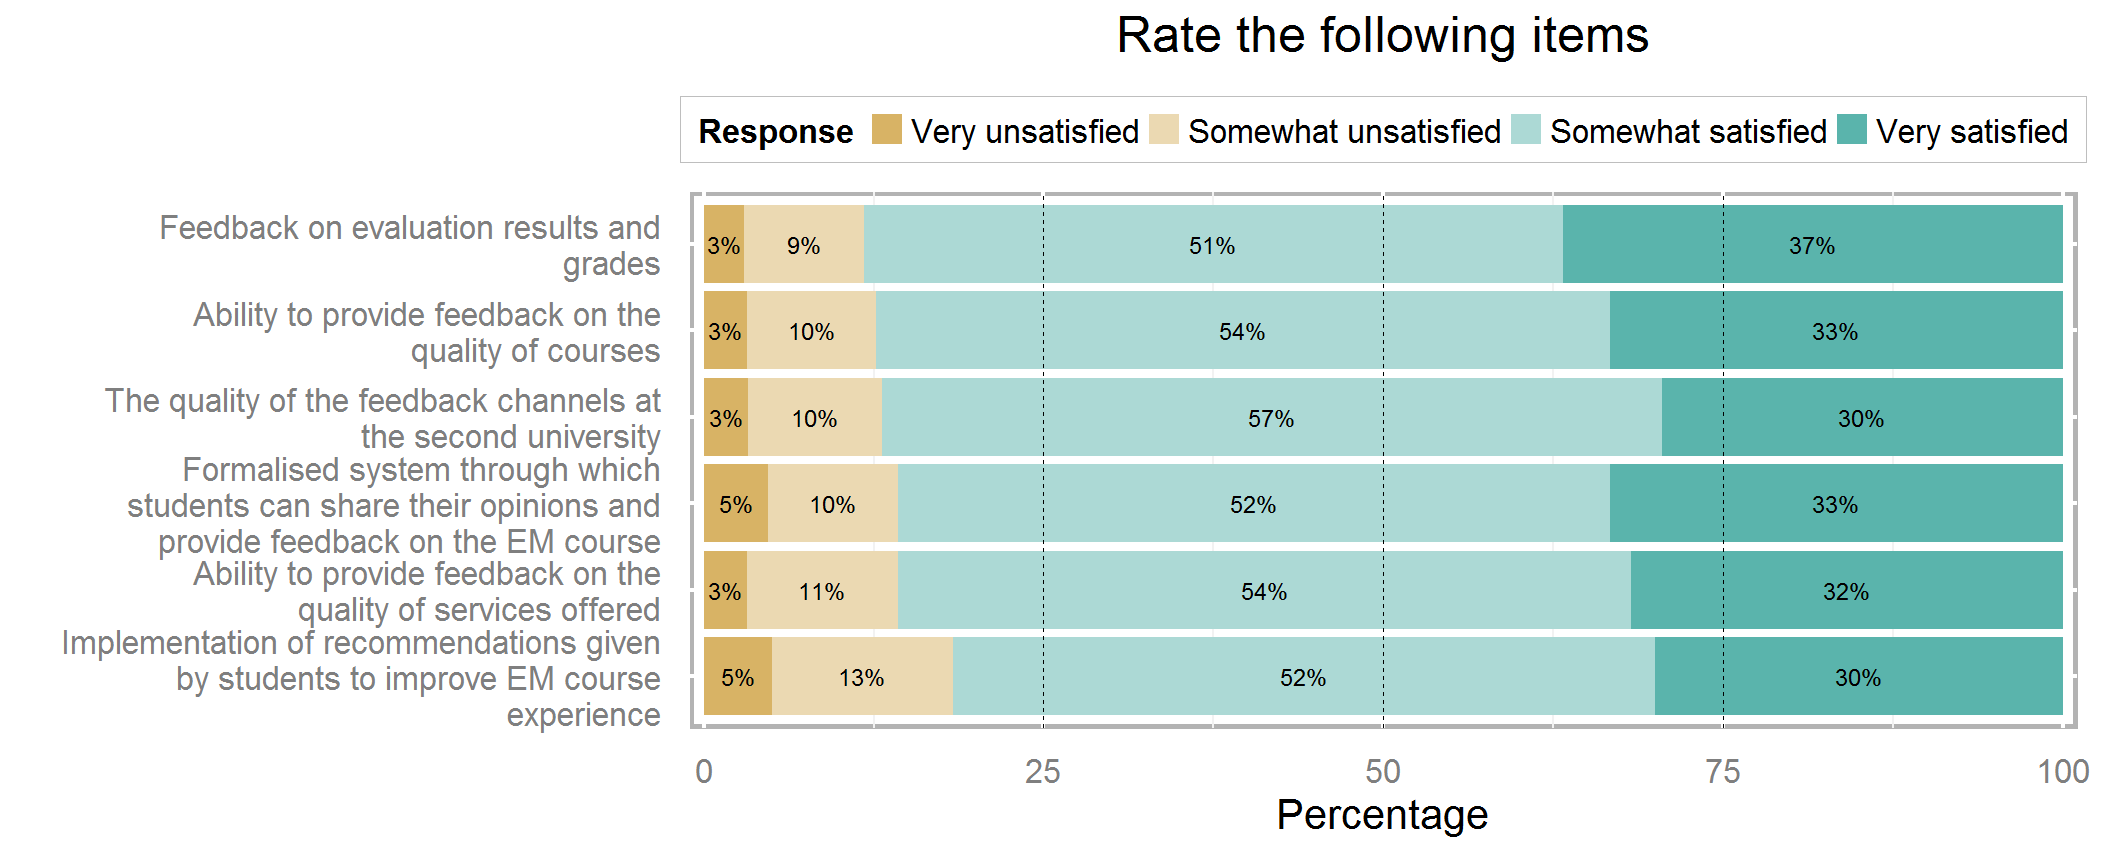 Rate the following items
Response Very unsatisfied Somewhat unsatisfied Somewhat satisfied Very satisfied
Feedback on evaluation results and
grades
3% 9% 51% 37%
Ability to provide feedback on the
quality of courses
3% 10% 54% 33%
The quality of the feedback channels at
the second university
3% 10% 57% 30%
Formalised system through which
students can share their opinions and
provide feedback on the EM course
5% 10% 52% 33%
Ability to provide feedback on the
quality of services offered
3% 11% 54% 32%
Implementation of recommendations given
by students to improve EM course
experience
5% 13% 52% 30%
0 25 50 75 100
Percentage